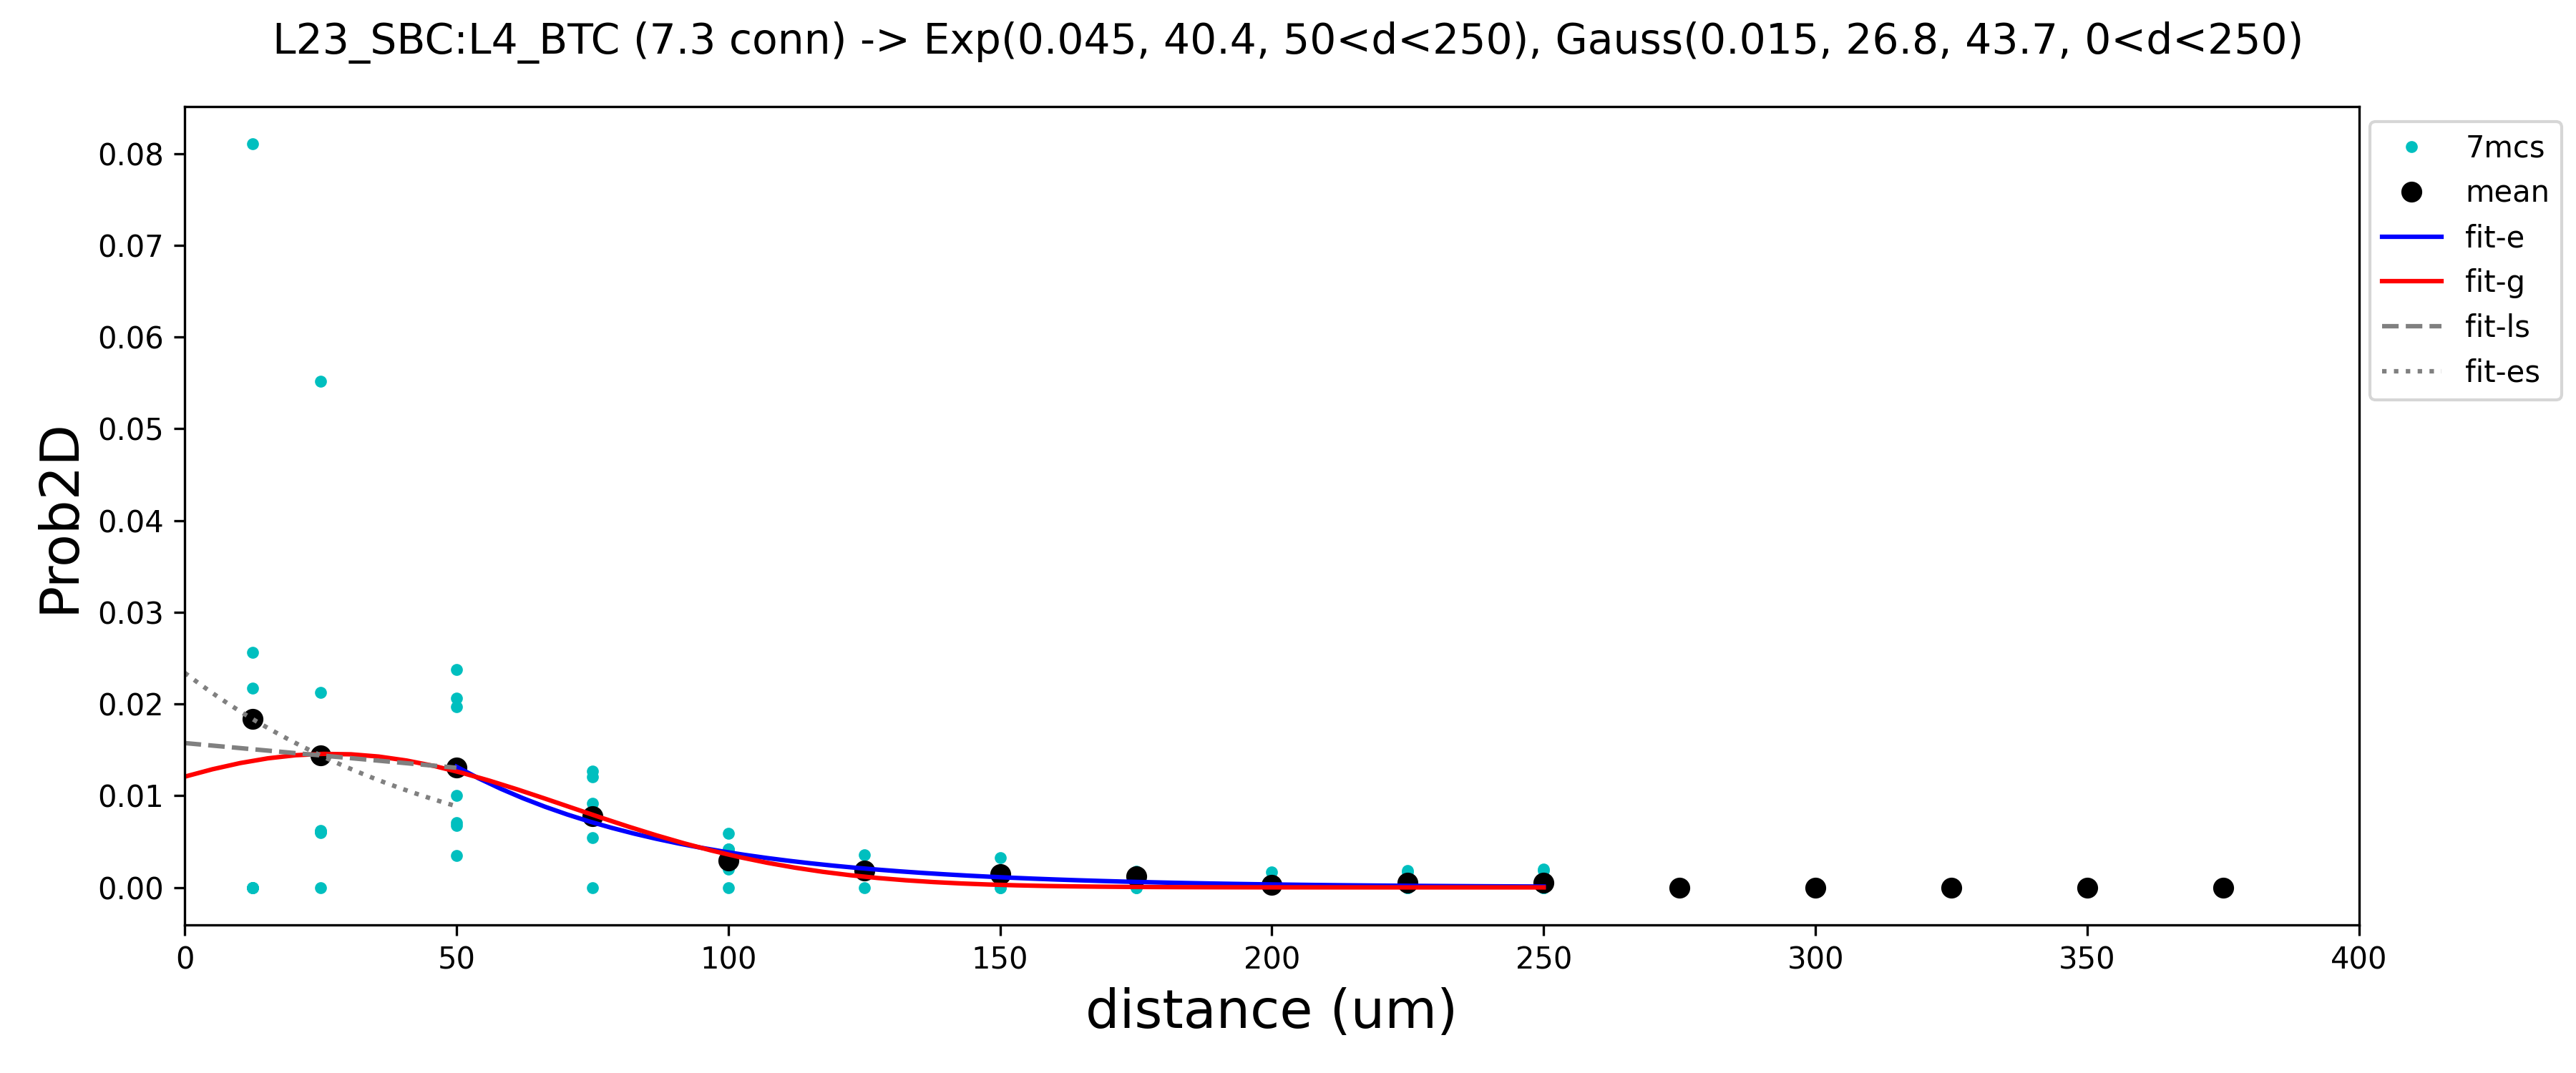 L23_SBC:L4_BTC (7.3 conn) -> Exp(0.045, 40.4, 50<d<250), Gauss(0.015, 26.8, 43.7, 0<d<250)
Prob2D
0.08
0.07
0.06
0.05
0.04
0.03
0.02
0.01
0.00
0 50 100 150 200 250 300 350 400
distance (um)
7mcs
mean
fit-e
fit-g
fit-ls
fit-es